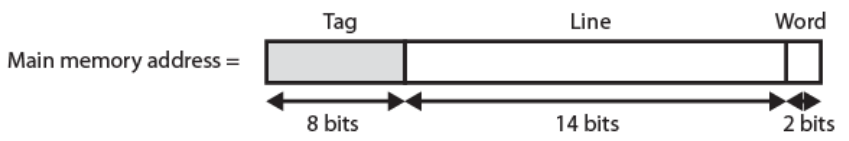 Tag Line Word
Main memory address =
8 bits 14 bits 2 bits